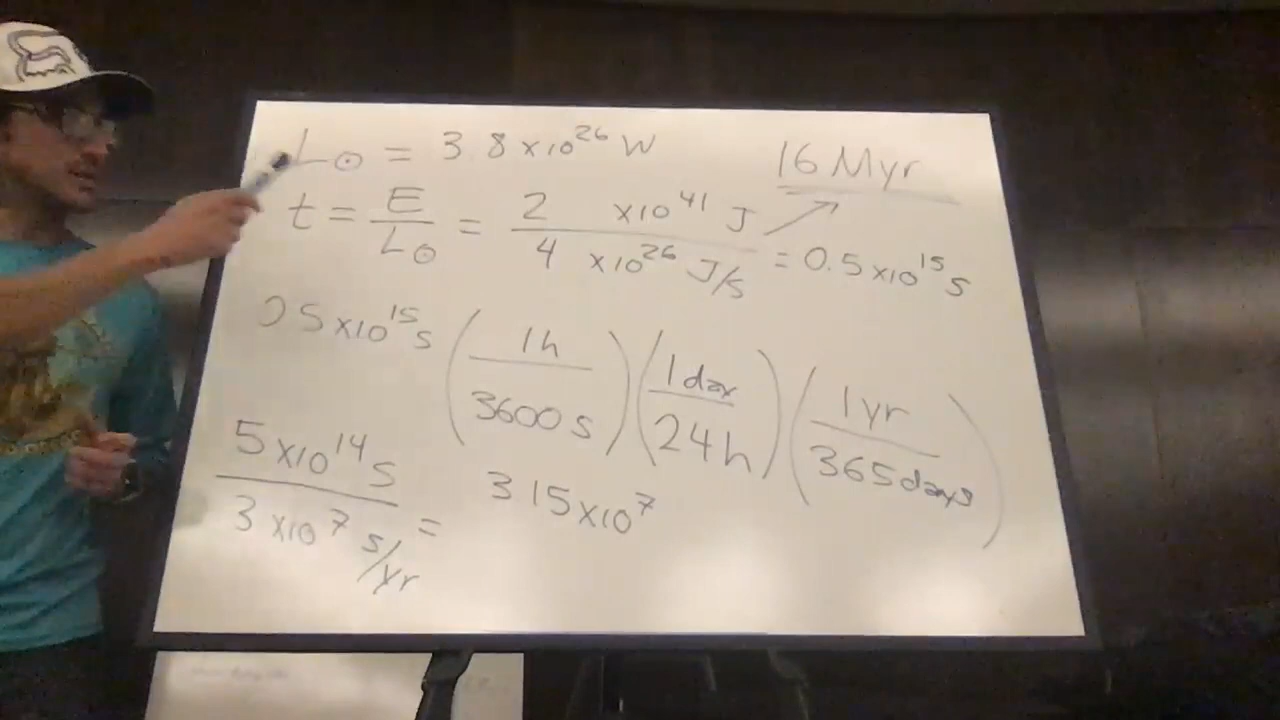 L⊙ = 3.8 x10^26 W
16 Myr
t = E/L⊙ = 2 x10^41 J / 4 x10^26 J/s = 0.5 x10^15 s
0.5 x10^15 s (1h/3600 s) (1 day/24 h) (1 yr/365 days)
5 x10^14 s / 3 x10^7 s/yr = 3.15 x10^7